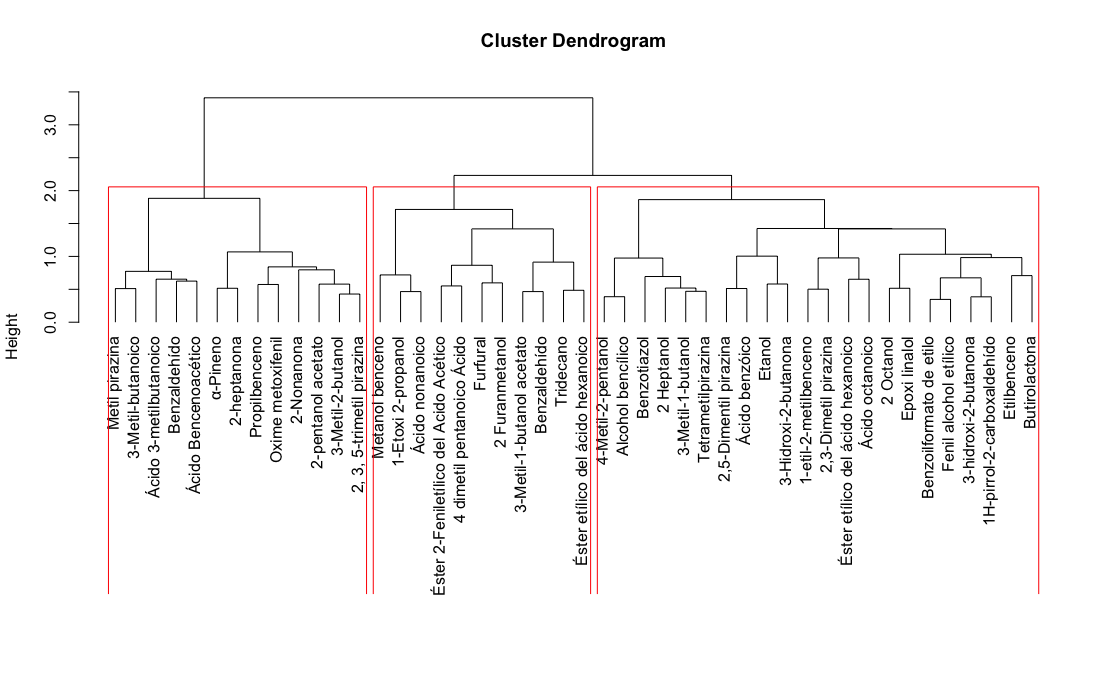 Cluster Dendrogram
Height
3.0
2.0
1.0
0.0
Metil pirazina
3-Metil-butanoico
Ácido 3-metilbutanoico
Benzaldehído
Ácido Bencenoacético
α-Pineno
2-heptanona
Propilbenceno
Oxime metoxifenil
2-Nonanona
2-pentanol acetato
3-Metil-2-butanol
2, 3, 5-trimetil pirazina
Metanol benceno
1-Etoxi 2-propanol
Ácido nonanoico
Éster 2-Feniletílico del Acido Acético
4 dimetil pentanoico Ácido
Furfural
2 Furanmetanol
3-Metil-1-butanol acetato
Benzaldehído
Tridecano
Éster etílico del ácido hexanoico
4-Metil-2-pentanol
Alcohol bencílico
Benzotiazol
2 Heptanol
3-Metil-1-butanol
Tetrametilpirazina
2,5-Dimentil pirazina
Ácido benzóico
Etanol
3-Hidroxi-2-butanona
1-etil-2-metilbenceno
2,3-Dimetil pirazina
Éster etílico del ácido hexanoico
Ácido octanoico
2 Octanol
Epoxi linalol
Benzoilformato de etilo
Fenil alcohol etílico
3-hidroxi-2-butanona
1H-pirrol-2-carboxaldehído
Etilbenceno
Butirolactona